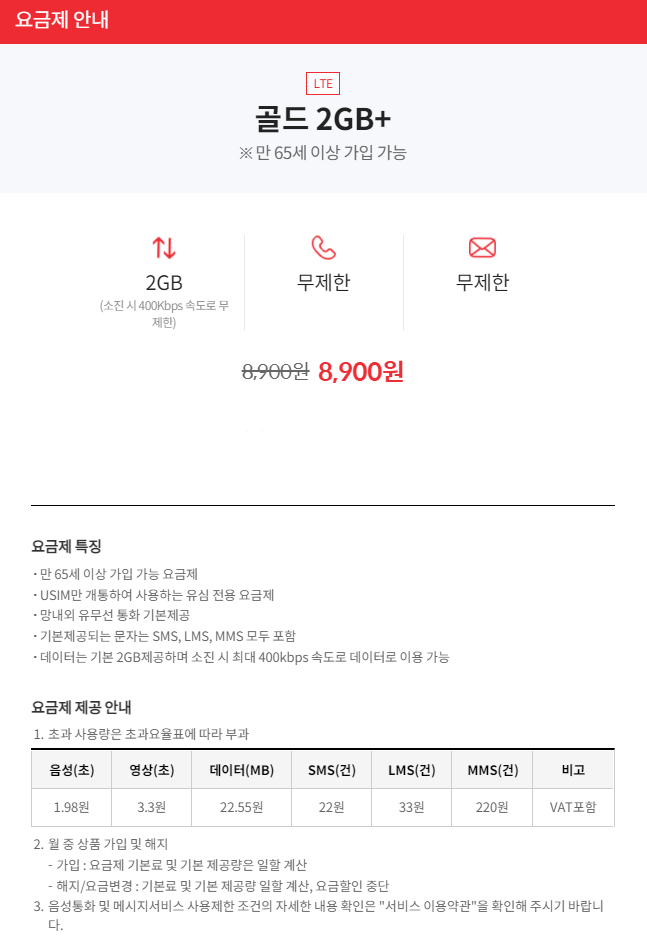 요금제 안내
LTE
골드 2GB+
※ 만 65세 이상 가입 가능
2GB
(소진 시 400Kbps 속도로 무
제한)
무제한
무제한
8,900원 8,900원
요금제 특징
· 만 65세 이상 가입 가능 요금제
· USIM만 개통하여 사용하는 유심 전용 요금제
· 망내외 유무선 통화 기본제공
· 기본제공되는 문자는 SMS, LMS, MMS 모두 포함
· 데이터는 기본 2GB제공하며 소진 시 최대 400kbps 속도로 데이터로 이용 가능
요금제 제공 안내
1. 초과 사용량은 초과요율표에 따라 부과
음성(초) 영상(초) 데이터(MB) SMS(건) LMS(건) MMS(건) 비고
1.98원 3.3원 22.55원 22원 33원 220원 VAT포함
2. 월 중 상품 가입 및 해지
- 가입 : 요금제 기본료 및 기본 제공량은 일할 계산
- 해지/요금변경 : 기본료 및 기본 제공량 일할 계산, 요금할인 중단
3. 음성통화 및 메시지서비스 사용제한 조건의 자세한 내용 확인은 "서비스 이용약관"을 확인해 주시기 바랍니
다.